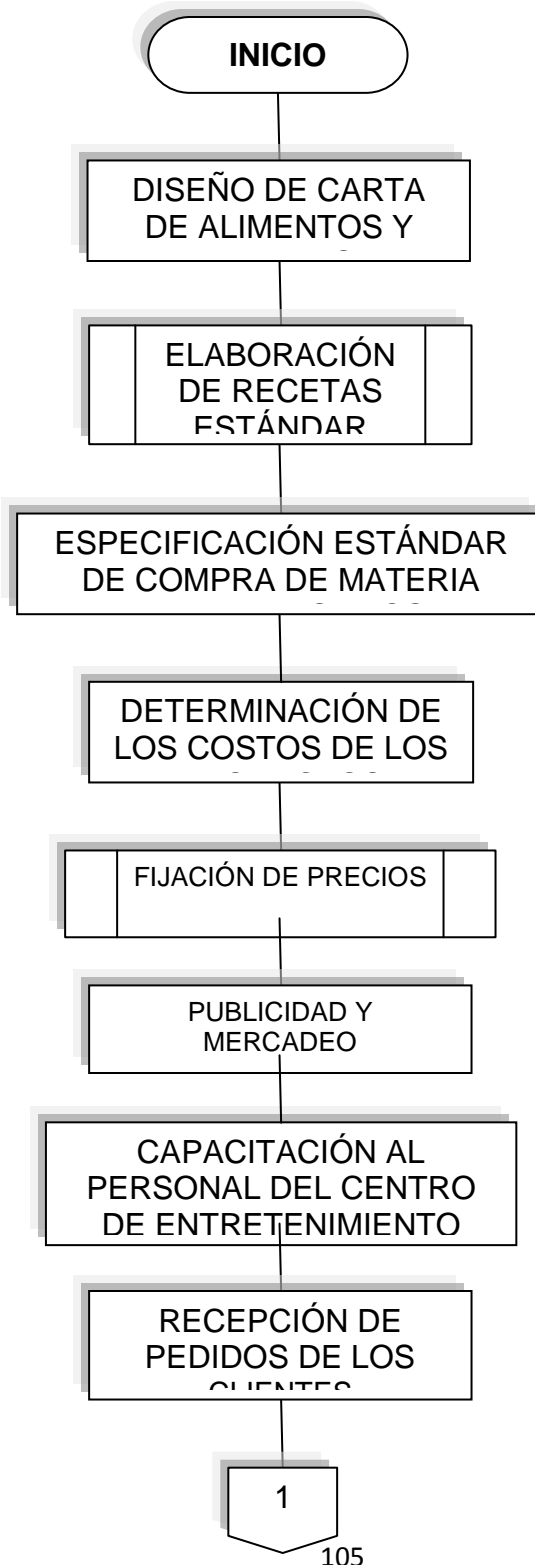 INICIO
DISEÑO DE CARTA
DE ALIMENTOS Y
ELABORACIÓN
DE RECETAS
ESTÁNDAR
ESPECIFICACIÓN ESTÁNDAR
DE COMPRA DE MATERIA
DETERMINACIÓN DE
LOS COSTOS DE LOS
FIJACIÓN DE PRECIOS
PUBLICIDAD Y
MERCADEO
CAPACITACIÓN AL
PERSONAL DEL CENTRO
DE ENTRETENIMIENTO
RECEPCIÓN DE
PEDIDOS DE LOS
CLIENTES
1
105